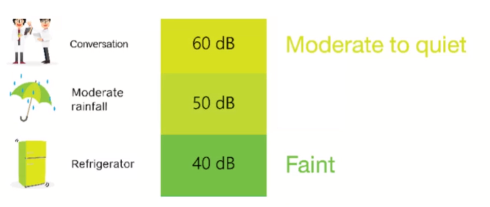 Conversation
60 dB
Moderate to quiet
Moderate
rainfall
50 dB
Refrigerator
40 dB
Faint